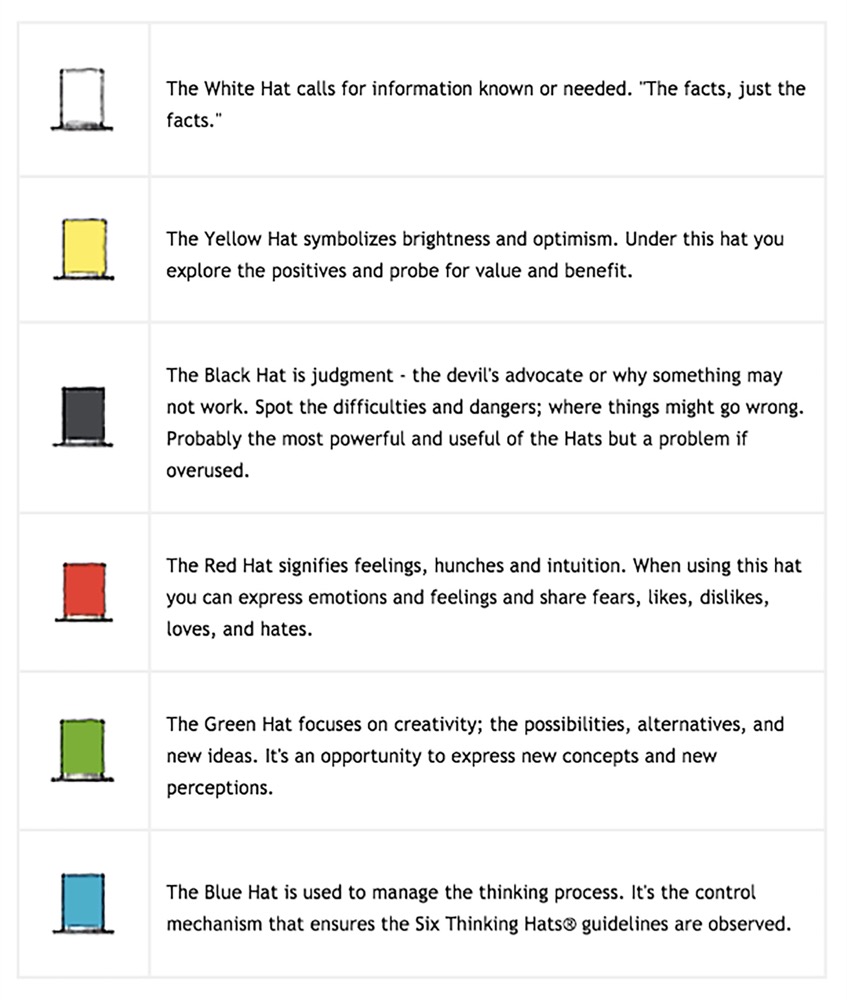 The White Hat calls for information known or needed. "The facts, just the
facts."
The Yellow Hat symbolizes brightness and optimism. Under this hat you
explore the positives and probe for value and benefit.
The Black Hat is judgment - the devil's advocate or why something may
not work. Spot the difficulties and dangers; where things might go wrong.
Probably the most powerful and useful of the Hats but a problem if
overused.
The Red Hat signifies feelings, hunches and intuition. When using this hat
you can express emotions and feelings and share fears, likes, dislikes,
loves, and hates.
The Green Hat focuses on creativity; the possibilities, alternatives, and
new ideas. It's an opportunity to express new concepts and new
perceptions.
The Blue Hat is used to manage the thinking process. It's the control
mechanism that ensures the Six Thinking Hats® guidelines are observed.